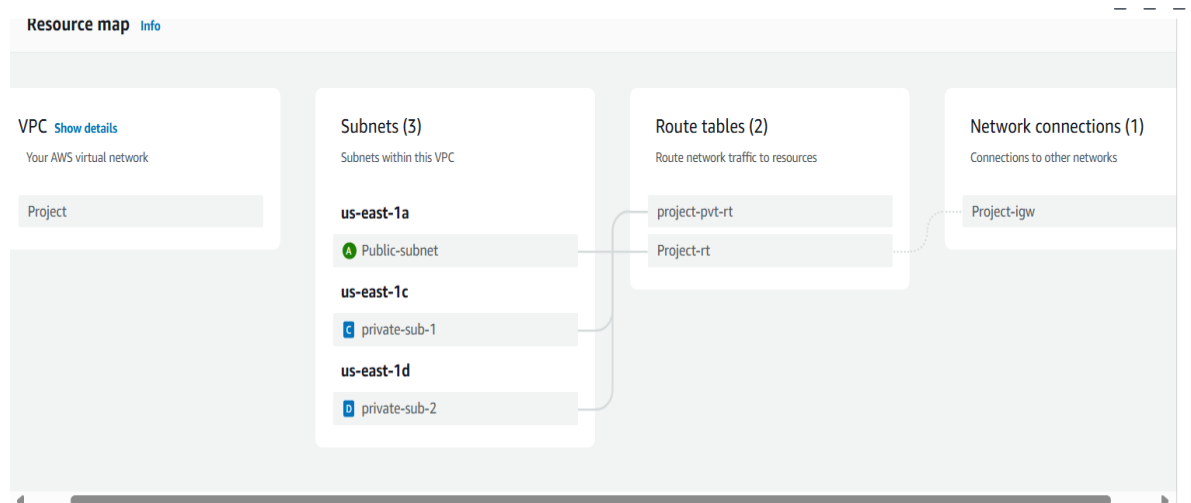 Resource map Info
VPC Show details
Your AWS virtual network
Project
Subnets (3)
Subnets within this VPC
us-east-1a
A Public-subnet
us-east-1c
C private-sub-1
us-east-1d
D private-sub-2
Route tables (2)
Route network traffic to resources
project-pvt-rt
Project-rt
Network connections (1)
Connections to other networks
Project-igw